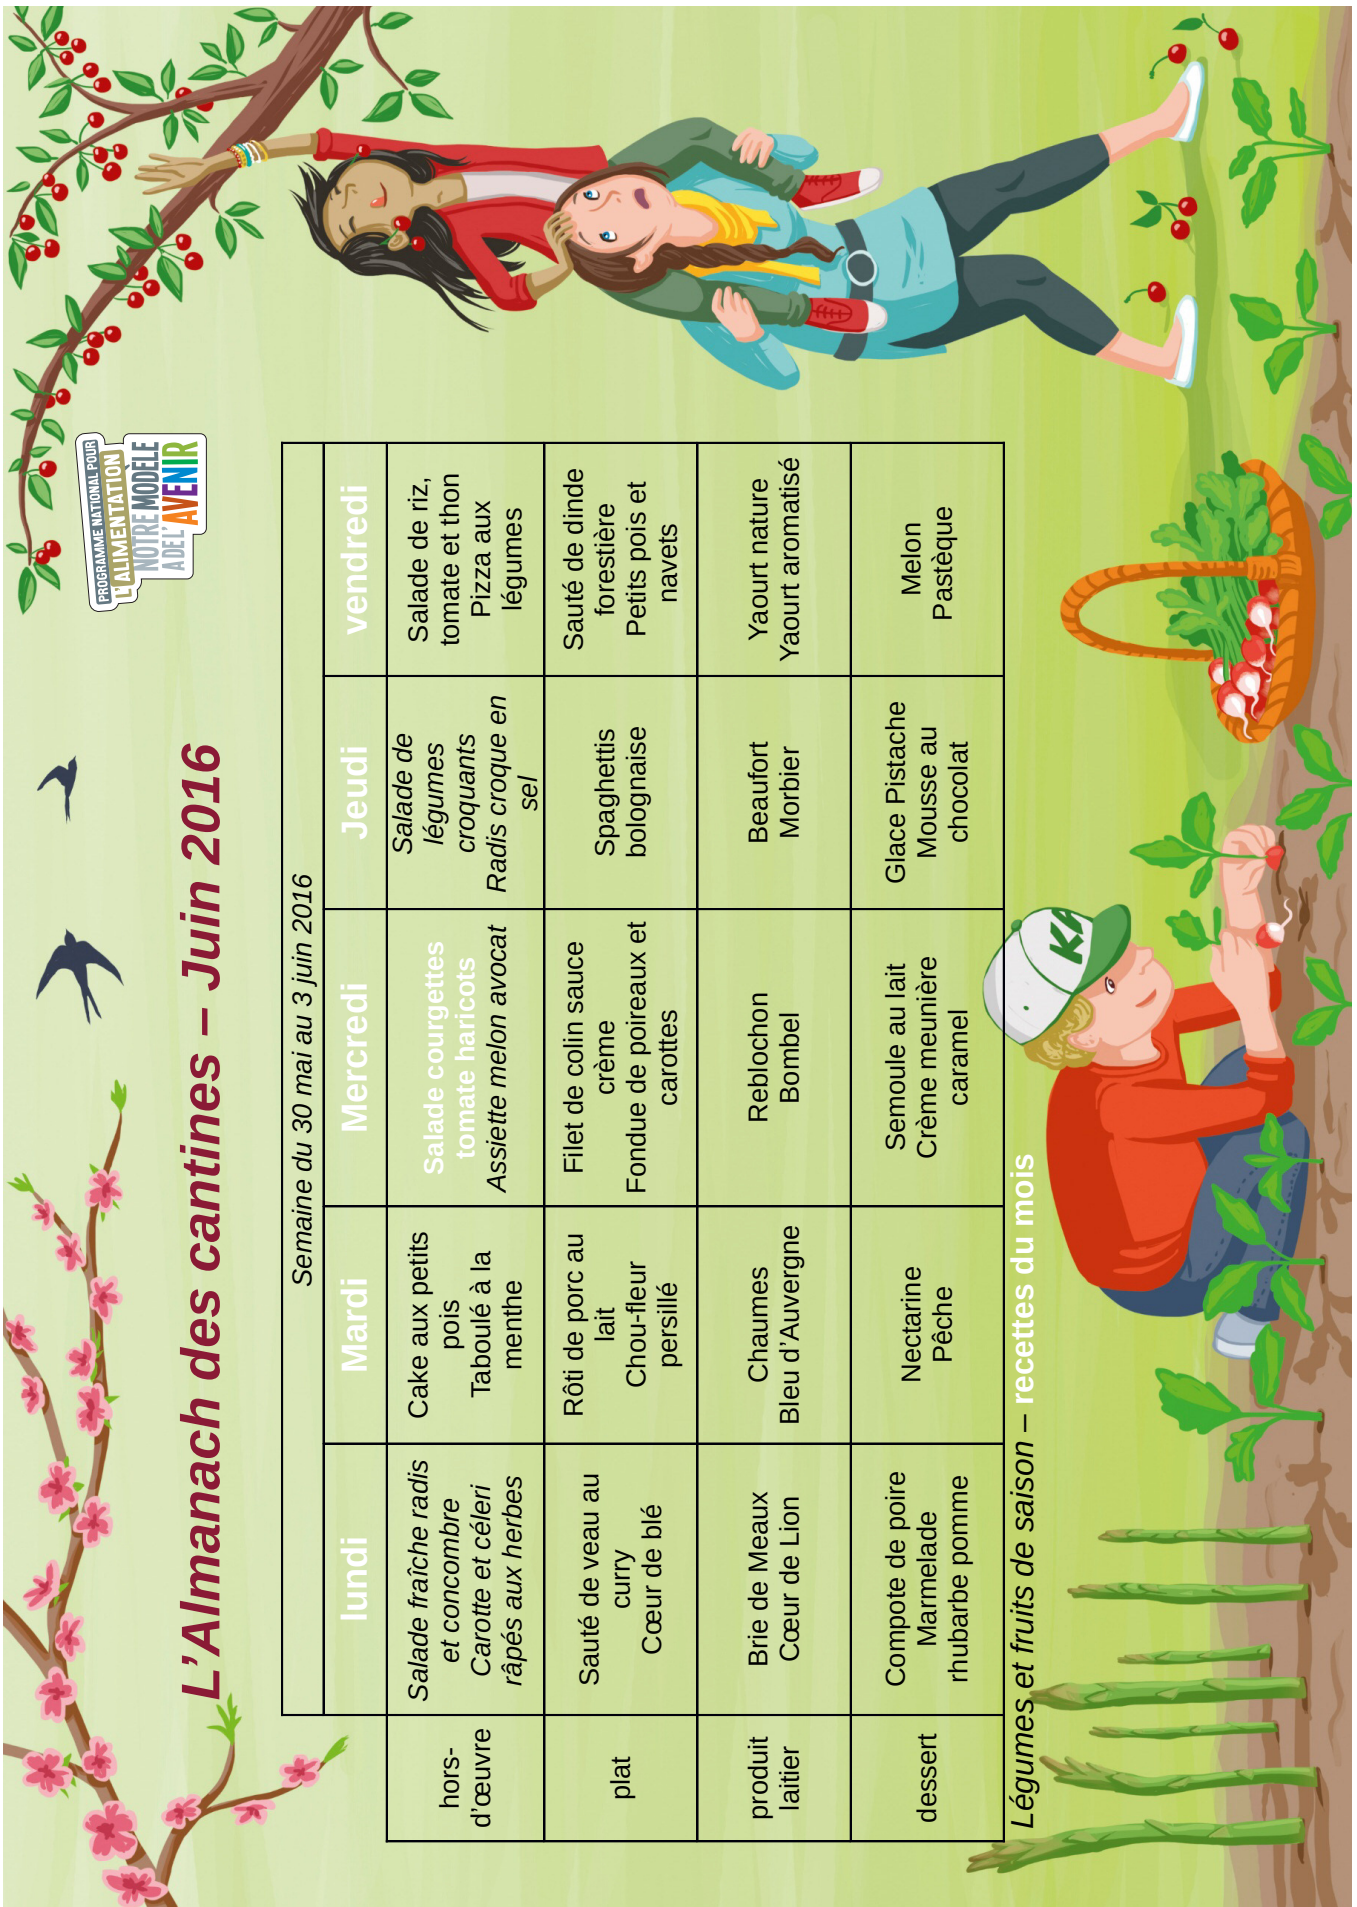 PROGRAMME NATIONAL POUR
L'ALIMENTATION
NOTRE MODÈLE
A DE L'AVENIR
L'Almanach des cantines – Juin 2016
Semaine du 30 mai au 3 juin 2016
lundi
Mardi
Mercredi
Jeudi
vendredi
hors-
d'œuvre
Salade fraîche radis
et concombre
Carotte et céleri
râpés aux herbes
Cake aux petits
pois
Taboulé à la
menthe
Salade courgettes
tomate haricots
Assiette melon avocat
Salade de
légumes
croquants
Radis croque en
sel
Salade de riz,
tomate et thon
Pizza aux
légumes
plat
Sauté de veau au
curry
Cœur de blé
Rôti de porc au
lait
Chou-fleur
persillé
Filet de colin sauce
crème
Fondue de poireaux et
carottes
Spaghettis
bolognaise
Sauté de dinde
forestière
Petits pois et
navets
produit
laitier
Brie de Meaux
Cœur de Lion
Chaumes
Bleu d'Auvergne
Reblochon
Bombel
Beaufort
Morbier
Yaourt nature
Yaourt aromatisé
dessert
Compote de poire
Marmelade
rhubarbe pomme
Nectarine
Pêche
Semoule au lait
Crème meunière
caramel
Glace Pistache
Mousse au
chocolat
Melon
Pastèque
Légumes et fruits de saison – recettes du mois